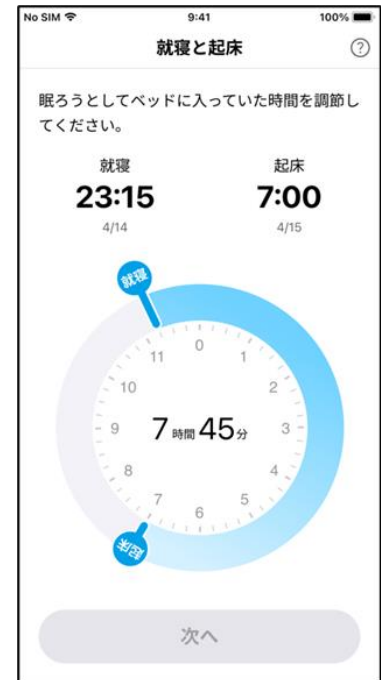 No SIM 9:41 100%
就寝と起床 ?
眠ろうとしてベッドに入っていた時間を調節し
てください。
就寝 起床
23:15 7:00
4/14 4/15
就寝
0
11 1
10 2
9 7時間45分 3
8 4
7 5
6
起床
次へ